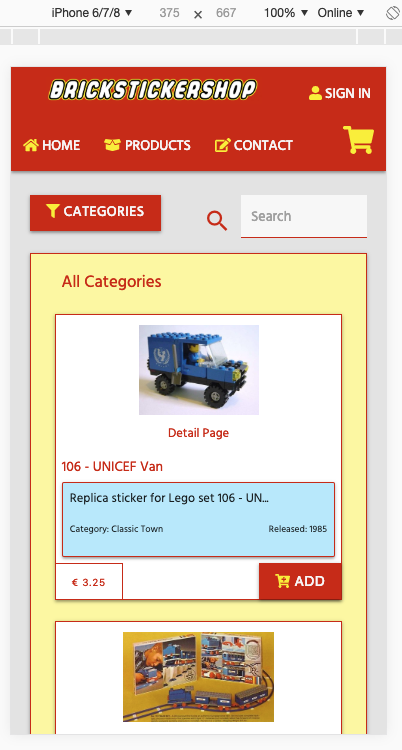 iPhone 6/7/8 ▼ 375 × 667 100% ▼ Online ▼
BRICKSTICKERSHOP
SIGN IN
HOME PRODUCTS CONTACT
CATEGORIES
Search
All Categories
Detail Page
106 - UNICEF Van
Replica sticker for Lego set 106 - UN...
Category: Classic Town Released: 1985
€ 3.25
ADD